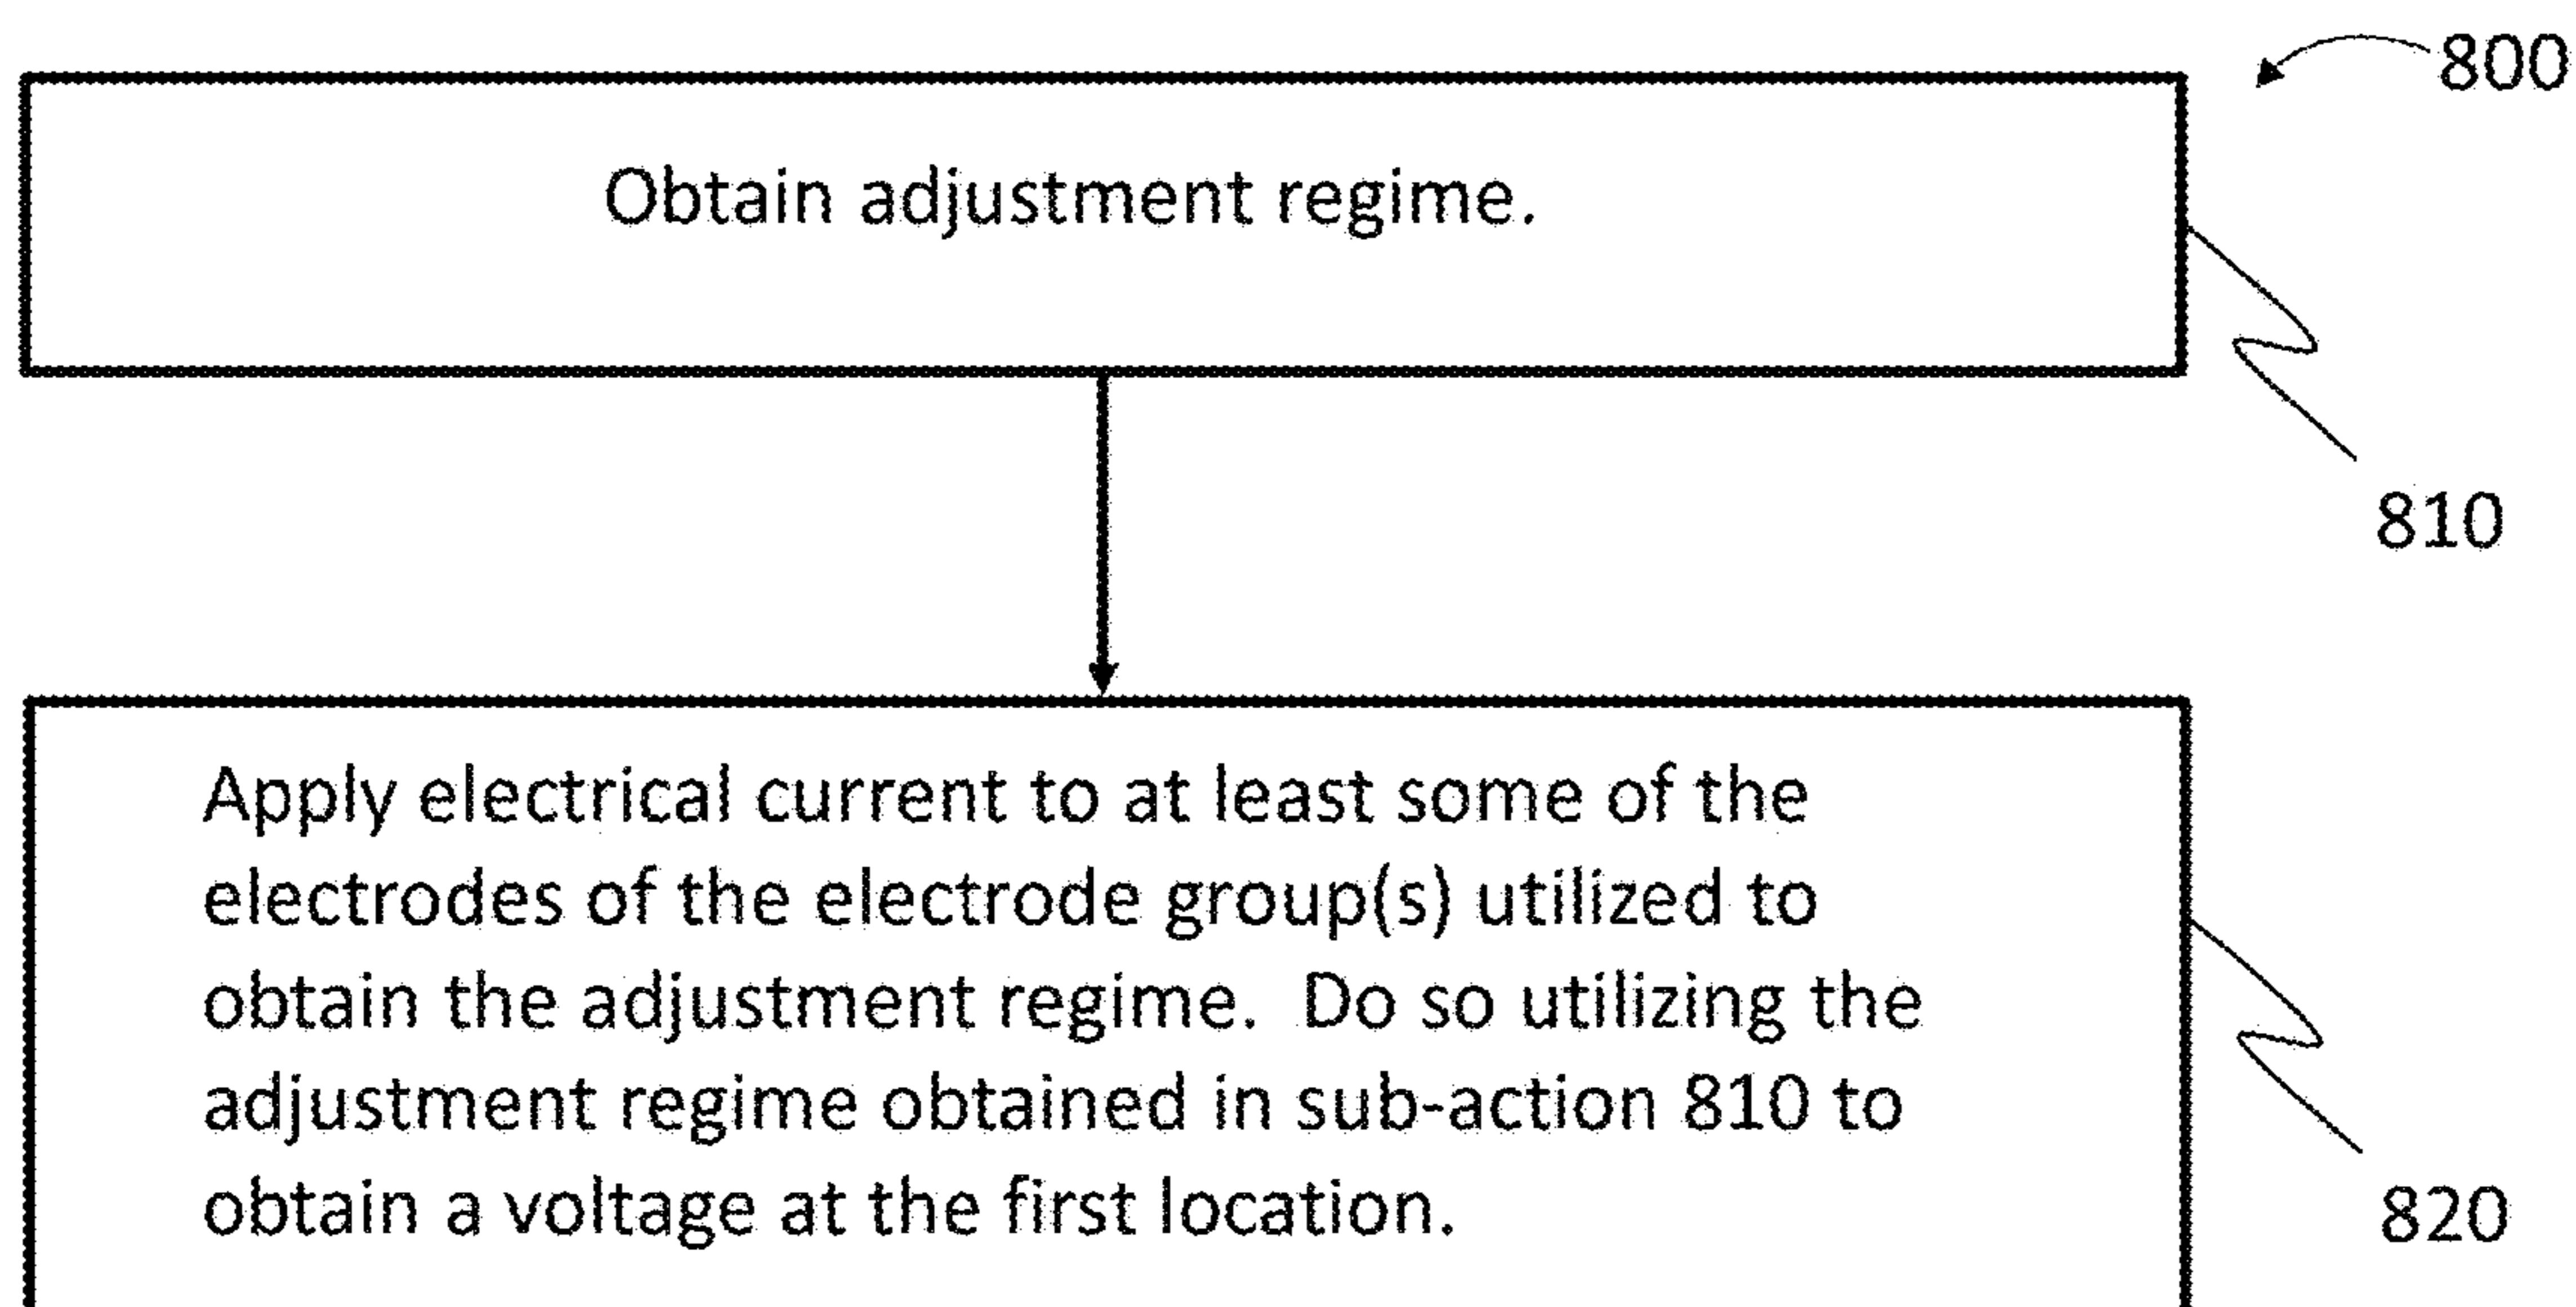 800
Obtain adjustment regime.
810
Apply electrical current to at least some of the
electrodes of the electrode group(s) utilized to
obtain the adjustment regime.  Do so utilizing the
adjustment regime obtained in sub-action 810 to
obtain a voltage at the first location.
820